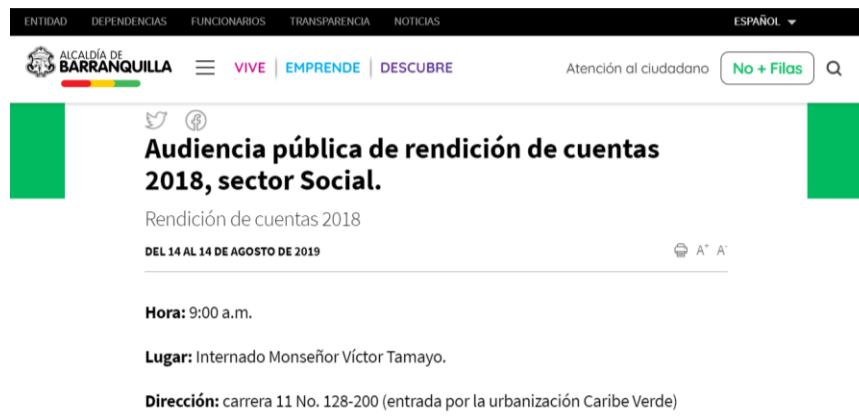 ENTIDAD DEPENDENCIAS FUNCIONARIOS TRANSPARENCIA NOTICIAS ESPAÑOL
ALCALDÍA DE
BARRANQUILLA VIVE EMPRENDE DESCUBRE Atención al ciudadano No + Filas
Audiencia pública de rendición de cuentas
2018, sector Social.
Rendición de cuentas 2018
DEL 14 AL 14 DE AGOSTO DE 2019 A+ A-
Hora: 9:00 a.m.
Lugar: Internado Monseñor Víctor Tamayo.
Dirección: carrera 11 No. 128-200 (entrada por la urbanización Caribe Verde)